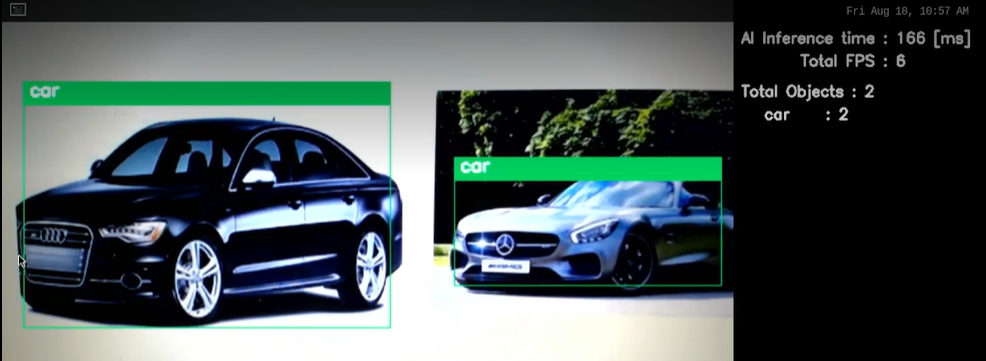 Fri Aug 18, 10:57 AM
AI Inference time : 166 [ms]
Total FPS : 6
Total Objects : 2
car : 2
car
car
AMG